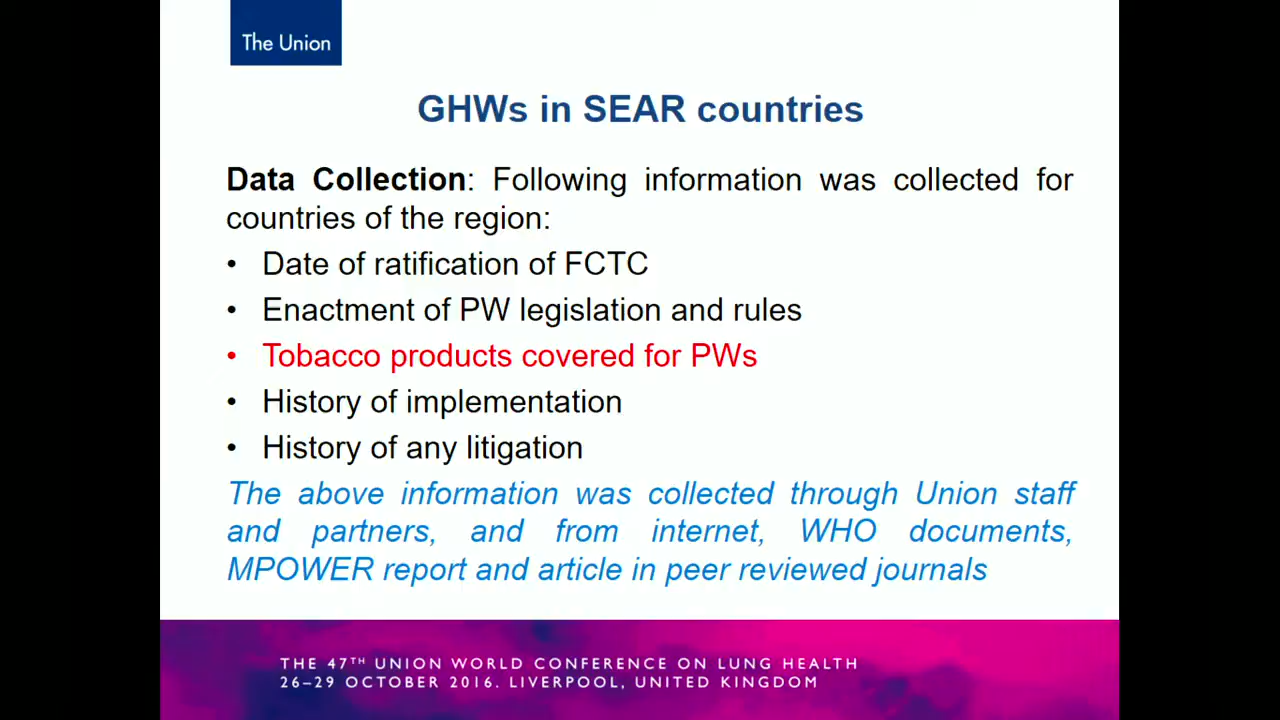 The Union
GHWs in SEAR countries
Data Collection: Following information was collected for
countries of the region:
• Date of ratification of FCTC
• Enactment of PW legislation and rules
• Tobacco products covered for PWs
• History of implementation
• History of any litigation
The above information was collected through Union staff
and partners, and from internet, WHO documents,
MPOWER report and article in peer reviewed journals
THE 47TH UNION WORLD CONFERENCE ON LUNG HEALTH
26–29 OCTOBER 2016. LIVERPOOL, UNITED KINGDOM